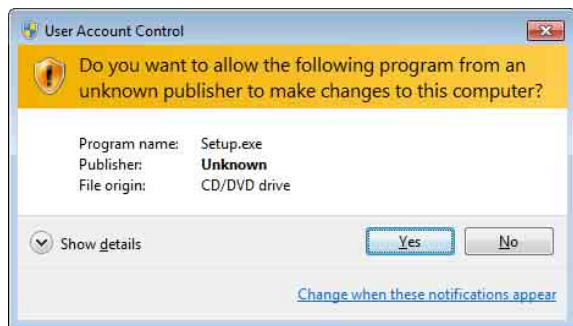 User Account Control
Do you want to allow the following program from an
unknown publisher to make changes to this computer?
Program name: Setup.exe
Publisher: Unknown
File origin: CD/DVD drive
Show details
Yes No
Change when these notifications appear